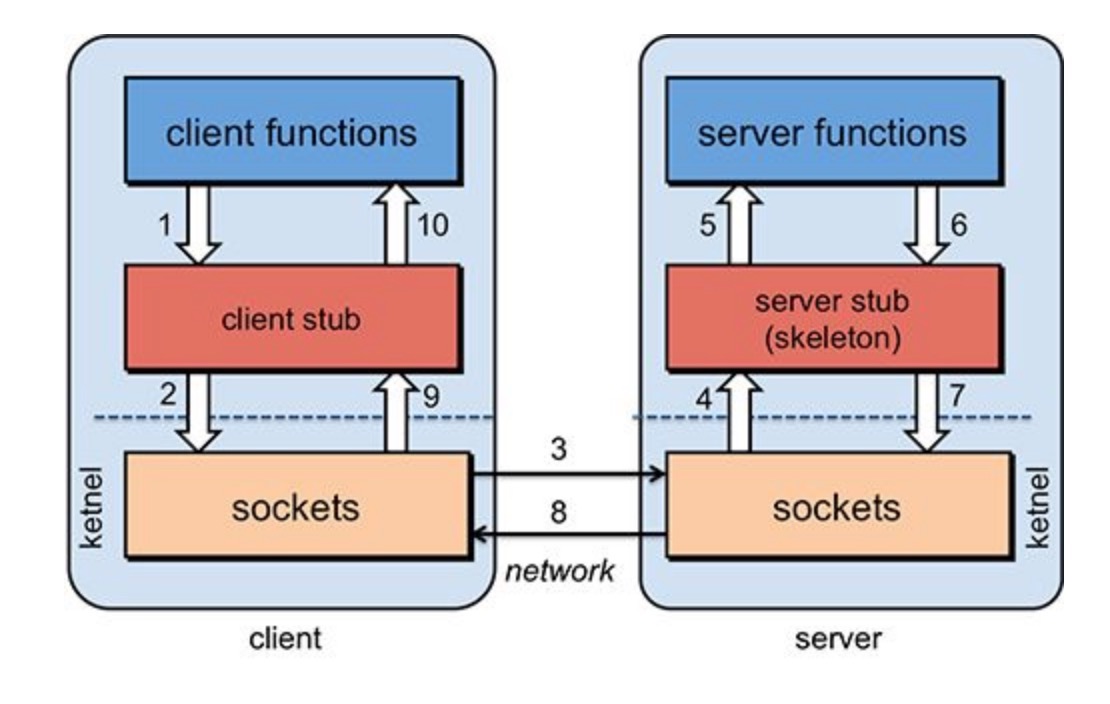 client functions
server functions
1
10
5
6
client stub
server stub
(skeleton)
2
9
4
7
3
ketnel
sockets
8
sockets
ketnel
network
client
server